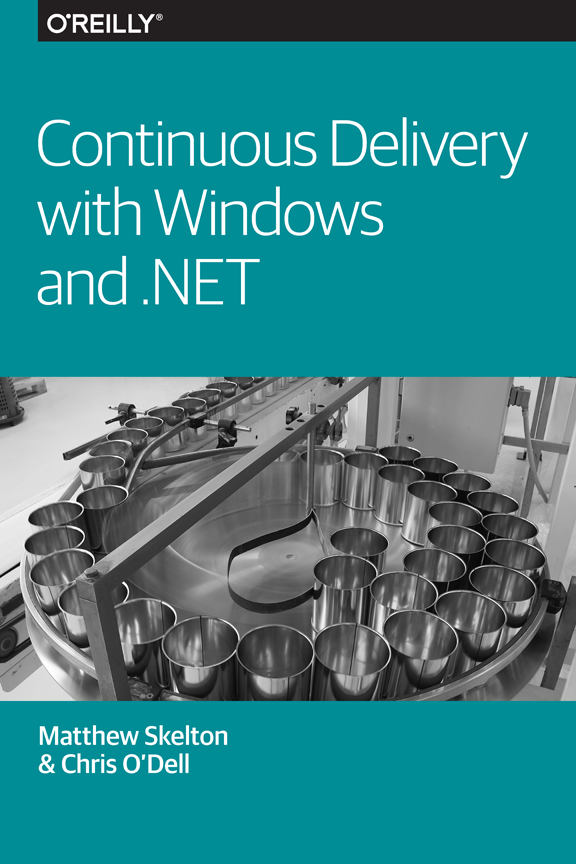 O'REILLY®
Continuous Delivery
with Windows
and .NET
Matthew Skelton
& Chris O'Dell